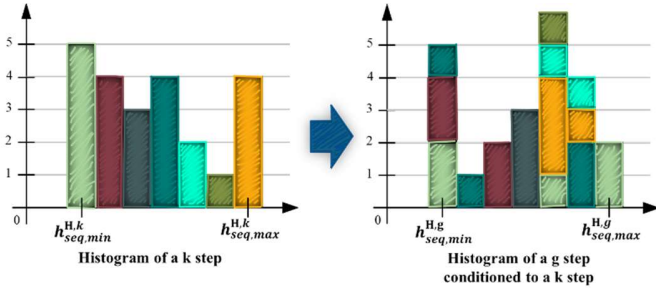 5
4
3
2
1
0
h^{H,k}_{seq,min}
h^{H,k}_{seq,max}
Histogram of a k step
5
4
3
2
1
0
h^{H,g}_{seq,min}
h^{H,g}_{seq,max}
Histogram of a g step
conditioned to a k step